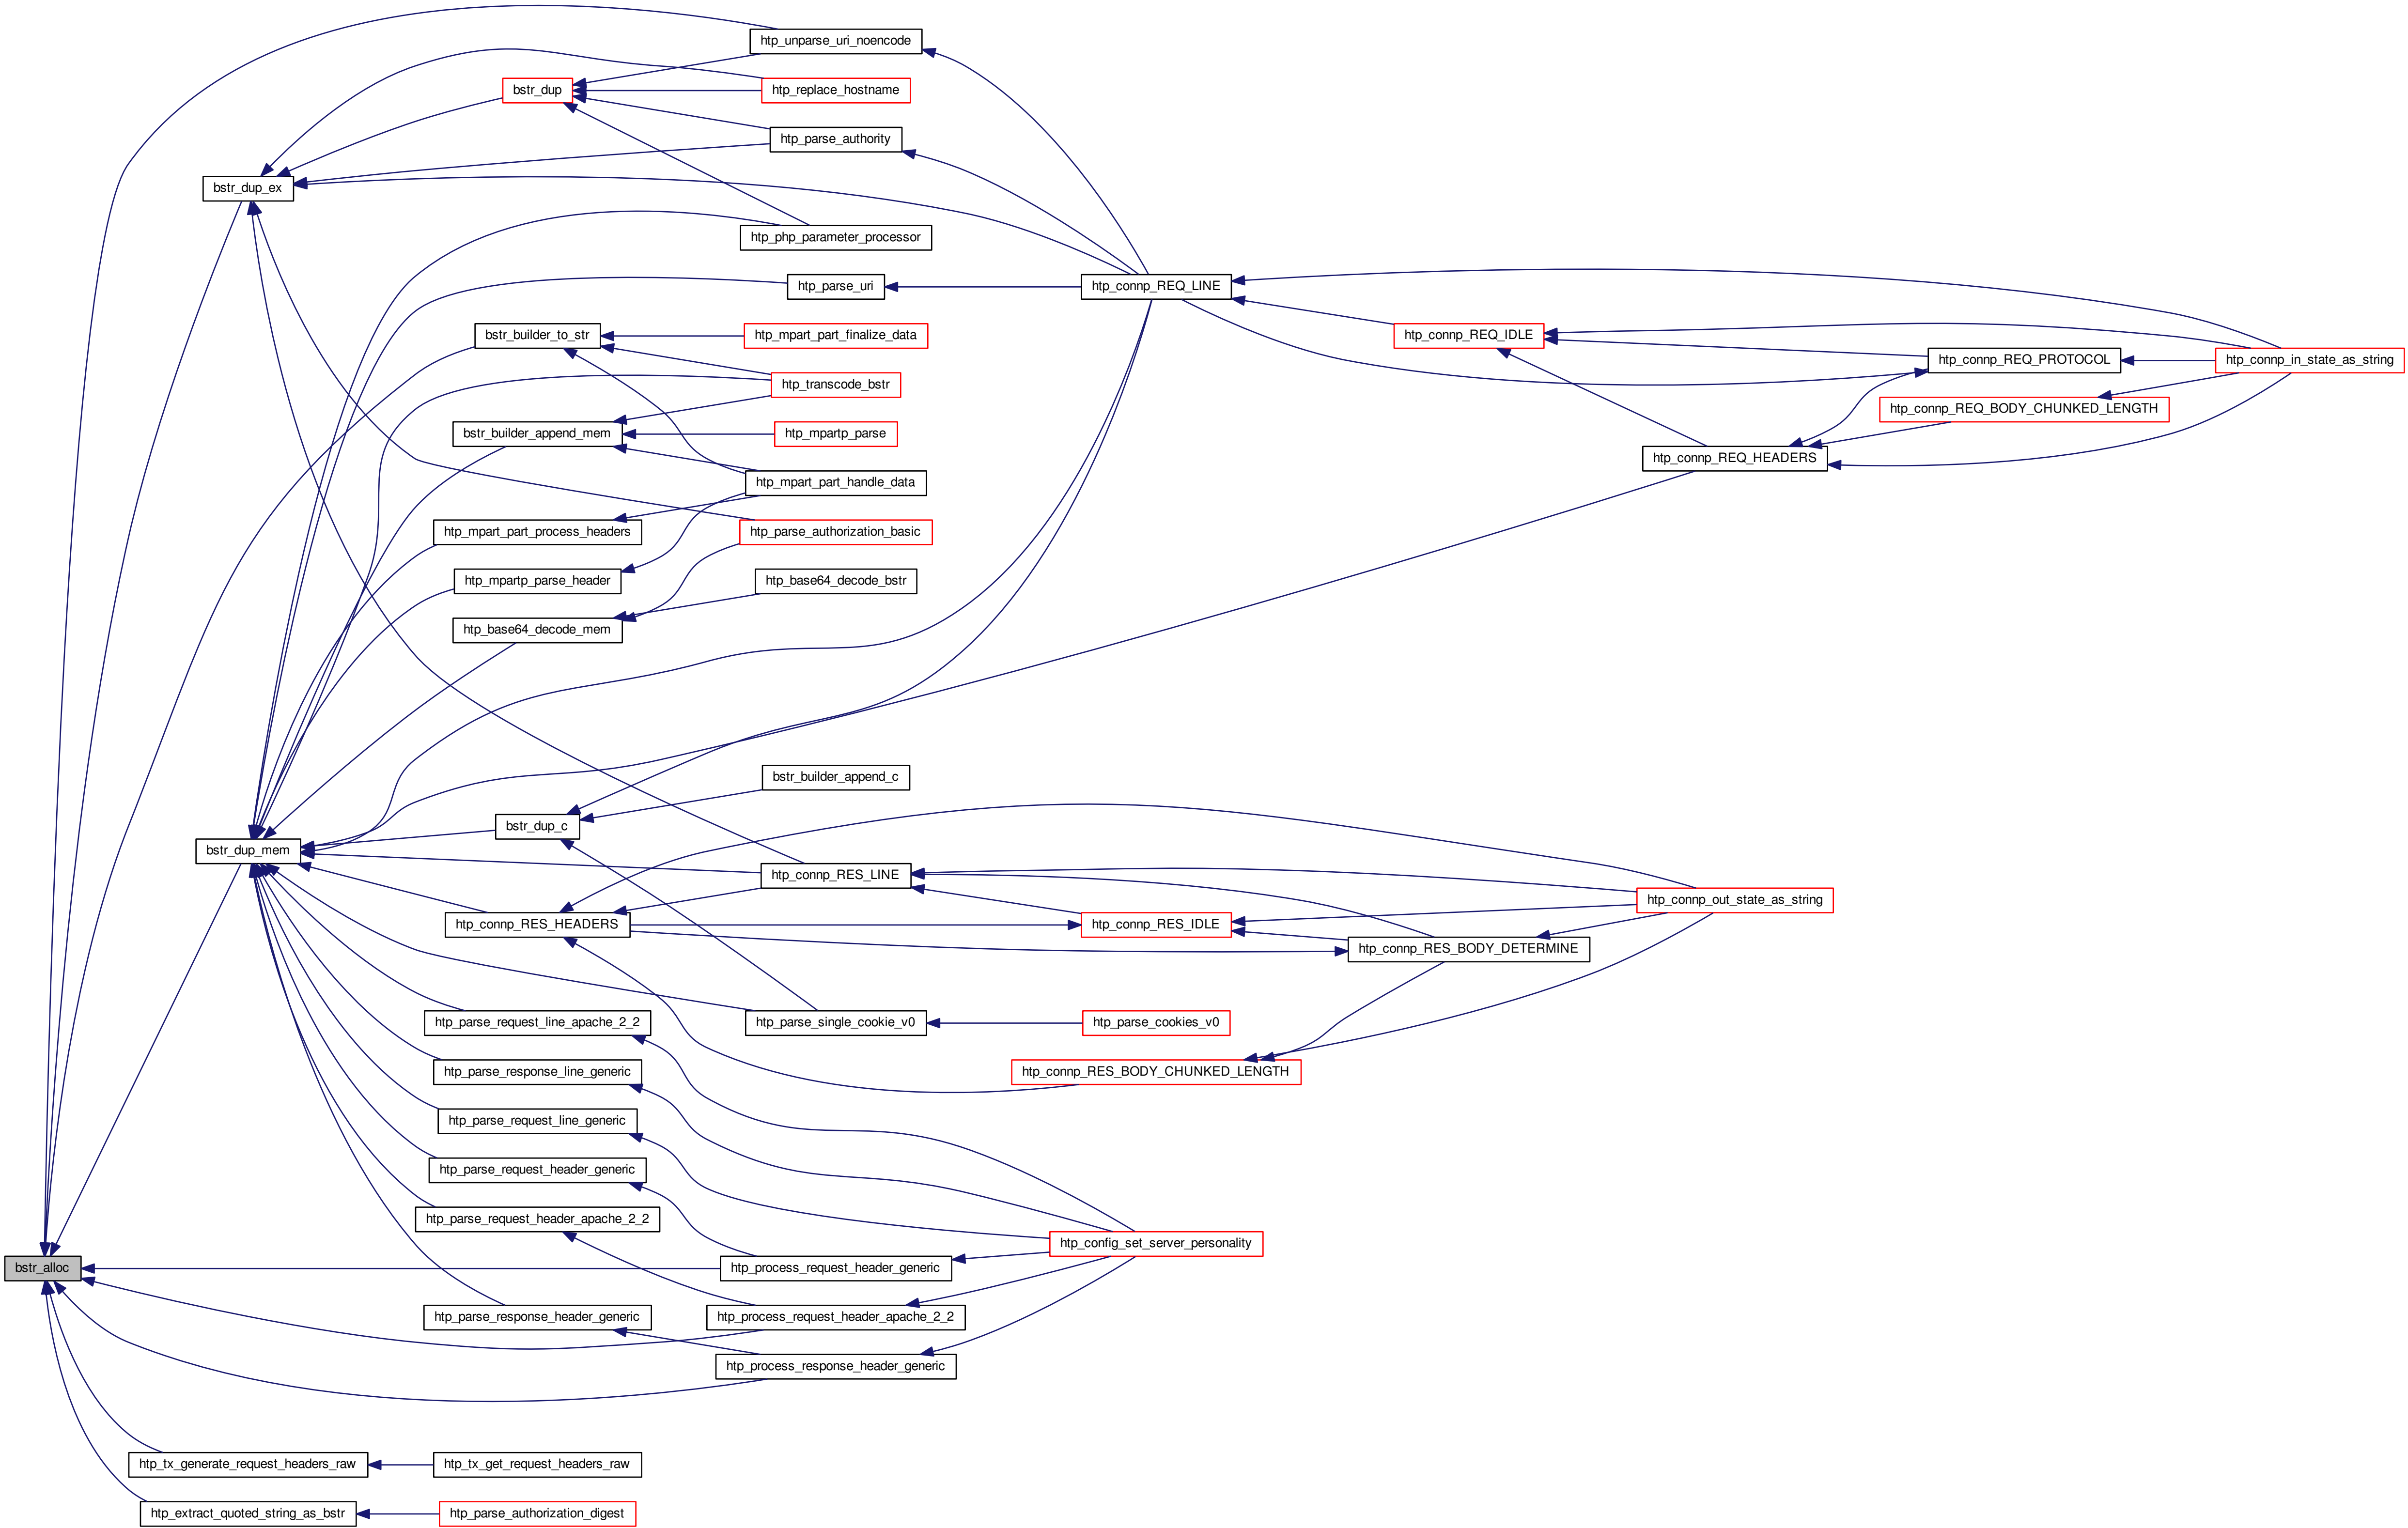 htp_unparse_uri_noencode
bstr_dup
htp_replace_hostname
htp_parse_authority
bstr_dup_ex
htp_php_parameter_processor
htp_parse_uri
htp_connp_REQ_LINE
bstr_builder_to_str
htp_mpart_part_finalize_data
htp_connp_REQ_IDLE
htp_connp_REQ_PROTOCOL
htp_connp_in_state_as_string
htp_transcode_bstr
htp_connp_REQ_BODY_CHUNKED_LENGTH
bstr_builder_append_mem
htp_mpartp_parse
htp_connp_REQ_HEADERS
htp_mpart_part_handle_data
htp_mpart_part_process_headers
htp_parse_authorization_basic
htp_mpartp_parse_header
htp_base64_decode_bstr
htp_base64_decode_mem
bstr_builder_append_c
bstr_dup_c
bstr_dup_mem
htp_connp_RES_LINE
htp_connp_out_state_as_string
htp_connp_RES_HEADERS
htp_connp_RES_IDLE
htp_connp_RES_BODY_DETERMINE
htp_parse_request_line_apache_2_2
htp_parse_single_cookie_v0
htp_parse_cookies_v0
htp_parse_response_line_generic
htp_connp_RES_BODY_CHUNKED_LENGTH
htp_parse_request_line_generic
htp_parse_request_header_generic
htp_parse_request_header_apache_2_2
htp_config_set_server_personality
bstr_alloc
htp_process_request_header_generic
htp_parse_response_header_generic
htp_process_request_header_apache_2_2
htp_process_response_header_generic
htp_tx_generate_request_headers_raw
htp_tx_get_request_headers_raw
htp_extract_quoted_string_as_bstr
htp_parse_authorization_digest